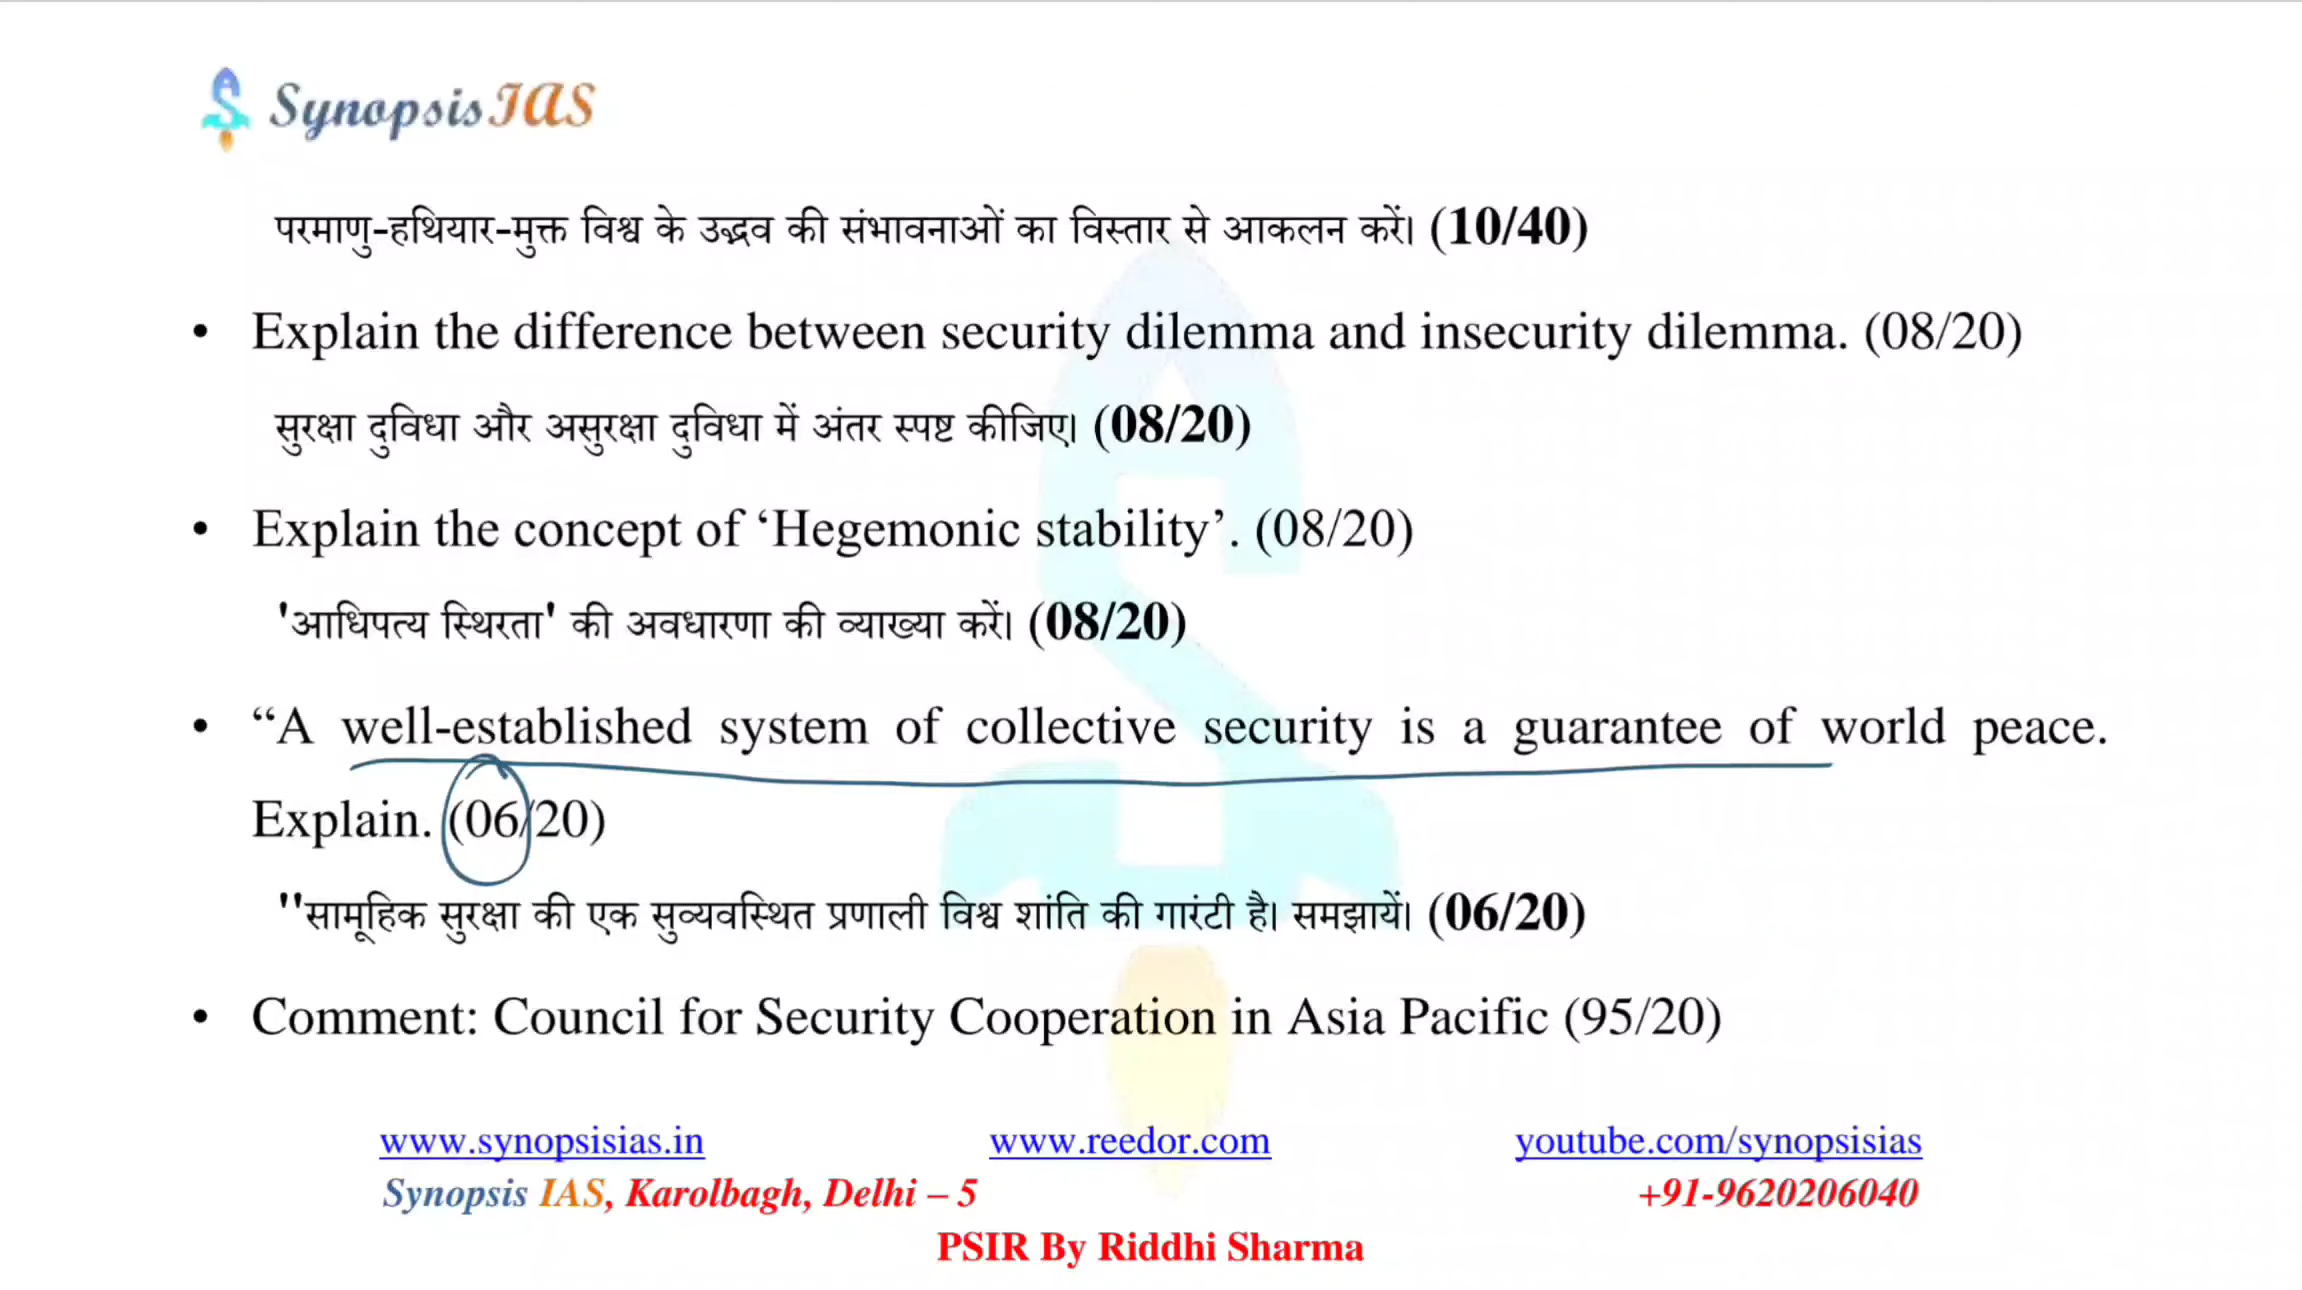 Synopsis IAS
परमाणु-हथियार-मुक्त विश्व के उद्भव की संभावनाओं का विस्तार से आकलन करें। (10/40)
• Explain the difference between security dilemma and insecurity dilemma. (08/20)
सुरक्षा दुविधा और असुरक्षा दुविधा में अंतर स्पष्ट कीजिए। (08/20)
• Explain the concept of ‘Hegemonic stability’. (08/20)
'आधिपत्य स्थिरता' की अवधारणा की व्याख्या करें। (08/20)
• “A well-established system of collective security is a guarantee of world peace.
Explain. (06/20)
"सामूहिक सुरक्षा की एक सुव्यवस्थित प्रणाली विश्व शांति की गारंटी है। समझायें। (06/20)
• Comment: Council for Security Cooperation in Asia Pacific (95/20)
www.synopsisias.in www.reedor.com youtube.com/synopsisias
Synopsis IAS, Karolbagh, Delhi – 5 +91-9620206040
PSIR By Riddhi Sharma